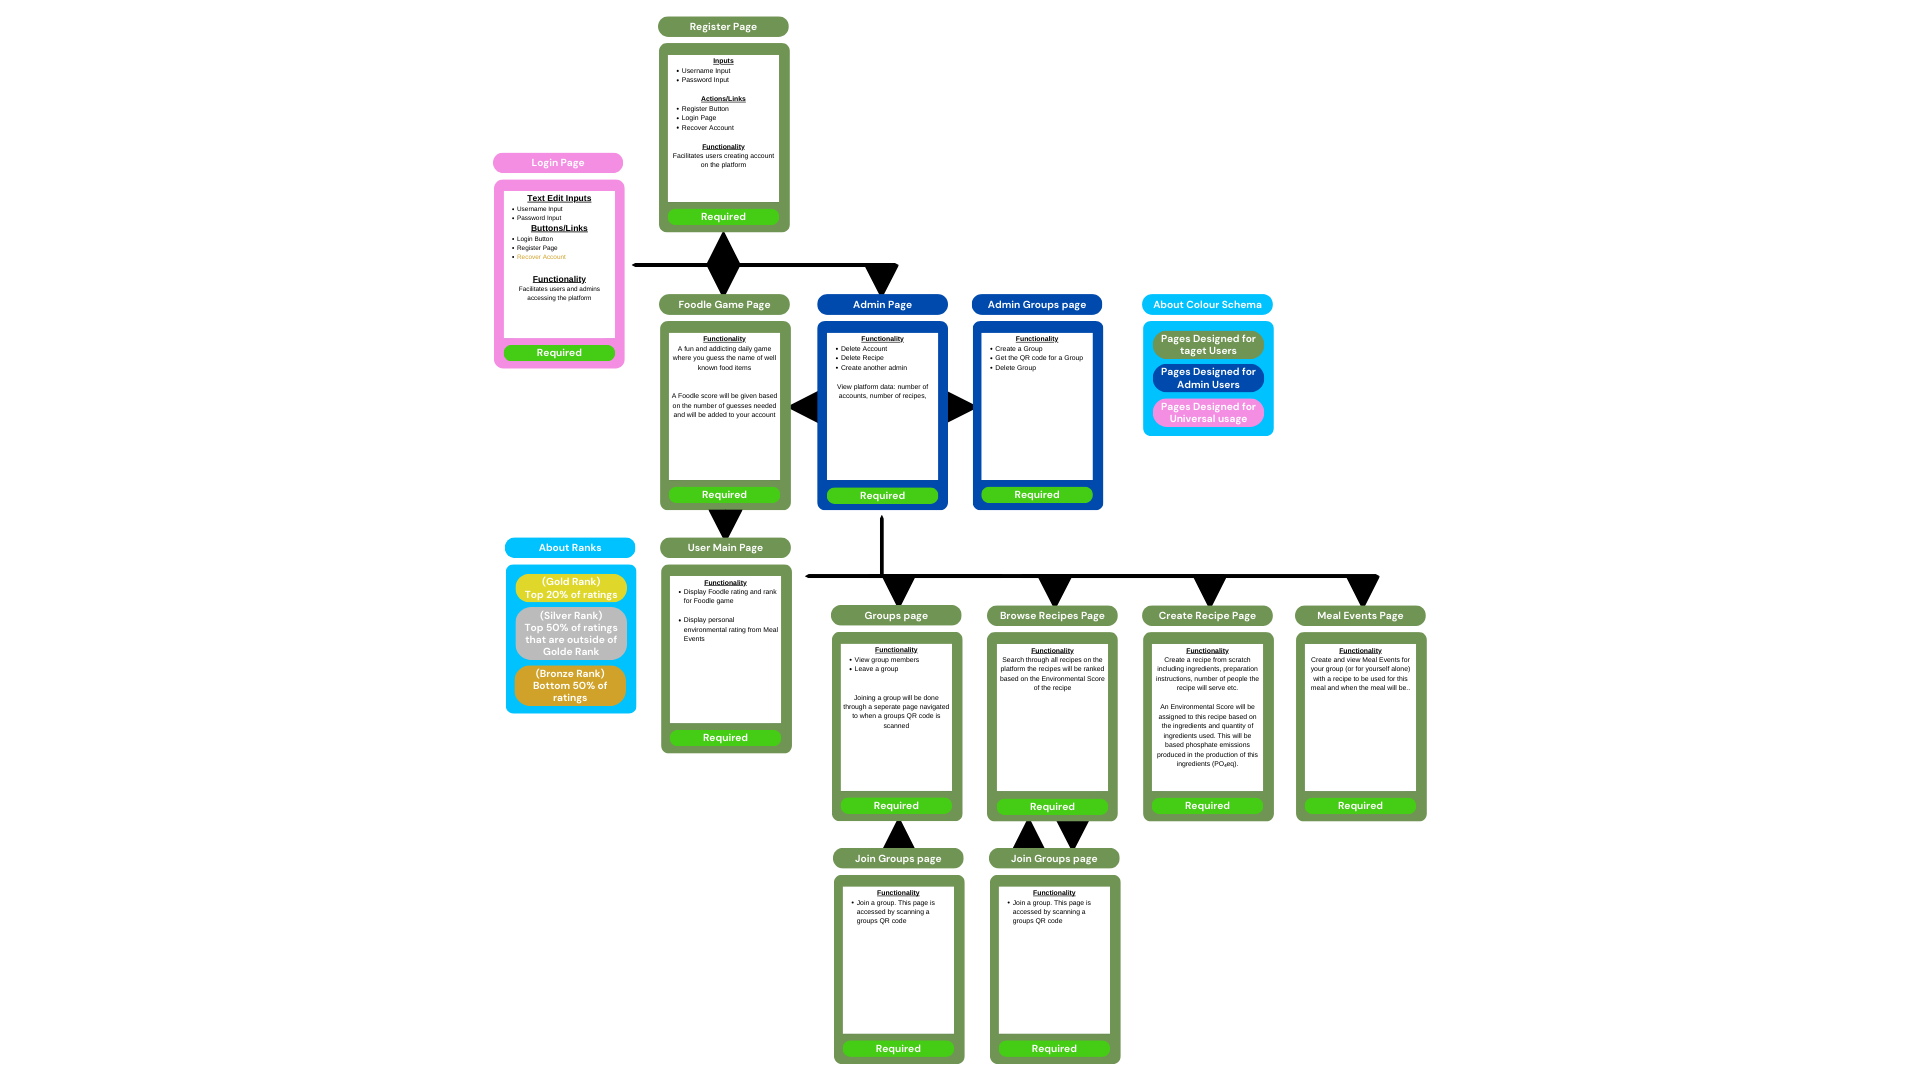 Register Page
Inputs
• Username Input
• Password Input
Actions/Links
• Register Button
• Login Page
• Recover Account
Functionality
Facilitates users creating account
on the platform
Required
Login Page
Text Edit Inputs
• Username Input
• Password Input
Buttons/Links
• Login Button
• Register Page
• Recover Account
Functionality
Facilitates users and admins
accessing the platform
Required
Foodle Game Page
Functionality
A fun and addicting daily game
where you guess the name of well
known food items
A Foodle score will be given based
on the number of guesses needed
and will be added to your account
Required
Admin Page
Functionality
• Delete Account
• Delete Recipe
• Create another admin
View platform data: number of
accounts, number of recipes,
Required
Admin Groups page
Functionality
• Create a Group
• Get the QR code for a Group
• Delete Group
Required
About Colour Schema
Pages Designed for
taget Users
Pages Designed for
Admin Users
Pages Designed for
Universal usage
About Ranks
(Gold Rank)
Top 20% of ratings
(Silver Rank)
Top 50% of ratings
that are outside of
Golde Rank
(Bronze Rank)
Bottom 50% of
ratings
User Main Page
Functionality
• Display Foodle rating and rank
for Foodle game
• Display personal
environmental rating from Meal
Events
Required
Groups page
Functionality
• View group members
• Leave a group
Joining a group will be done
through a seperate page navigated
to when a groups QR code is
scanned
Required
Browse Recipes Page
Functionality
Search through all recipes on the
platform the recipes will be ranked
based on the Environmental Score
of the recipe
Required
Create Recipe Page
Functionality
Create a recipe from scratch
including ingredients, preparation
instructions, number of people the
recipe will serve etc.
An Environmental Score will be
assigned to this recipe based on
the ingredients and quantity of
ingredients used. This will be
based phosphate emissions
produced in the production of this
ingredients (PO₄eq).
Required
Meal Events Page
Functionality
Create and view Meal Events for
your group (or for yourself alone)
with a recipe to be used for this
meal and when the meal will be..
Required
Join Groups page
Functionality
• Join a group. This page is
accessed by scanning a
groups QR code
Required
Join Groups page
Functionality
• Join a group. This page is
accessed by scanning a
groups QR code
Required